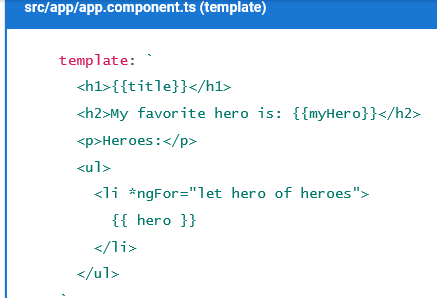 src/app/app.component.ts (template)
template: `
<h1>{{title}}</h1>
<h2>My favorite hero is: {{myHero}}</h2>
<p>Heroes:</p>
<ul>
<li *ngFor="let hero of heroes">
{{ hero }}
</li>
</ul>
`